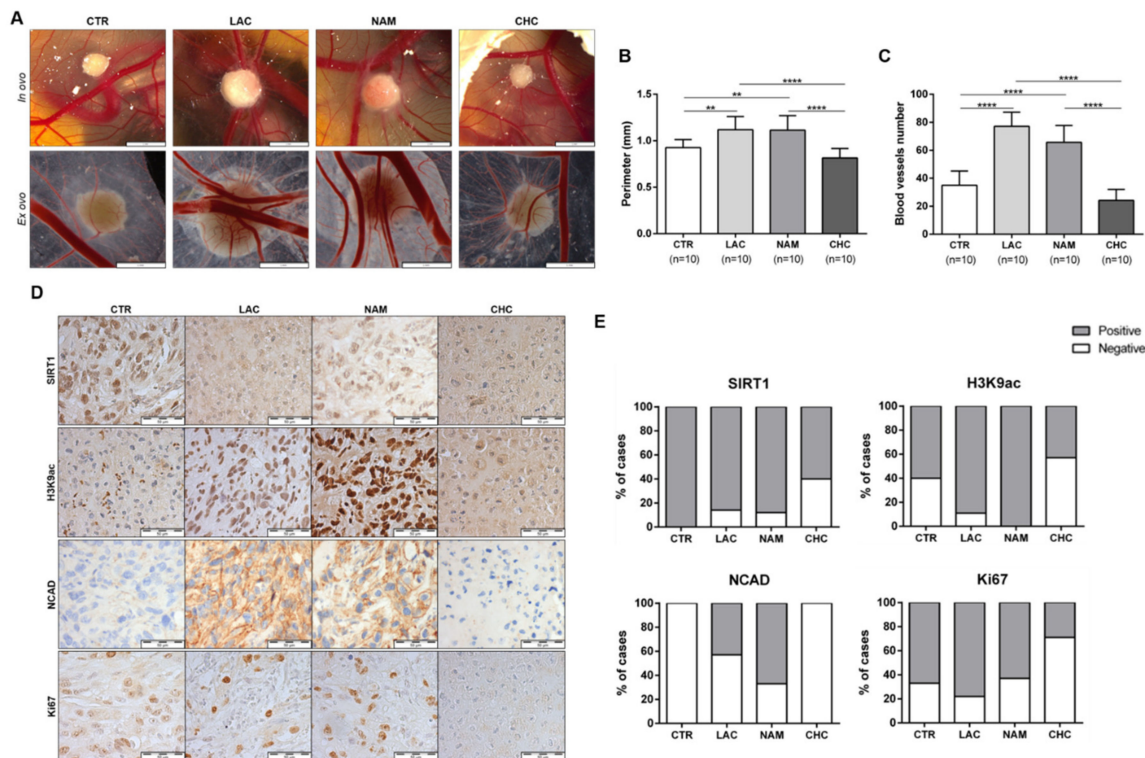 A
CTR LAC NAM CHC
In ovo
Ex ovo
B
****
**
** ****
Perimeter (mm)
1.5
1.0
0.5
0.0
CTR LAC NAM CHC
(n=10) (n=10) (n=10) (n=10)
C
****
****
**** ****
Blood vessels number
100
80
60
40
20
0
CTR LAC NAM CHC
(n=10) (n=10) (n=10) (n=10)
D
CTR LAC NAM CHC
SIRT1
H3K9ac
NCAD
Ki67
E
Positive
Negative
SIRT1
% of cases
100
80
60
40
20
0
CTR LAC NAM CHC
H3K9ac
% of cases
100
80
60
40
20
0
CTR LAC NAM CHC
NCAD
% of cases
100
80
60
40
20
0
CTR LAC NAM CHC
Ki67
% of cases
100
80
60
40
20
0
CTR LAC NAM CHC